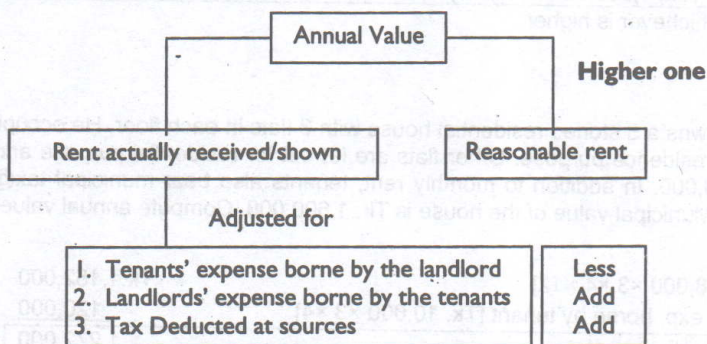 Annual Value
Higher one
Rent actually received/shown
Reasonable rent
Adjusted for
1. Tenants' expense borne by the landlord Less
2. Landlords' expense borne by the tenants Add
3. Tax Deducted at sources Add